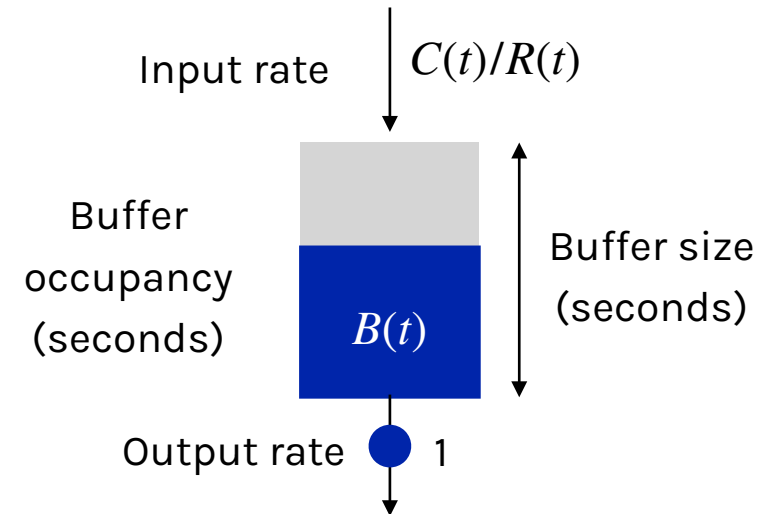 Input rate
C(t)/R(t)
Buffer
occupancy
(seconds)
Buffer size
(seconds)
B(t)
Output rate
1